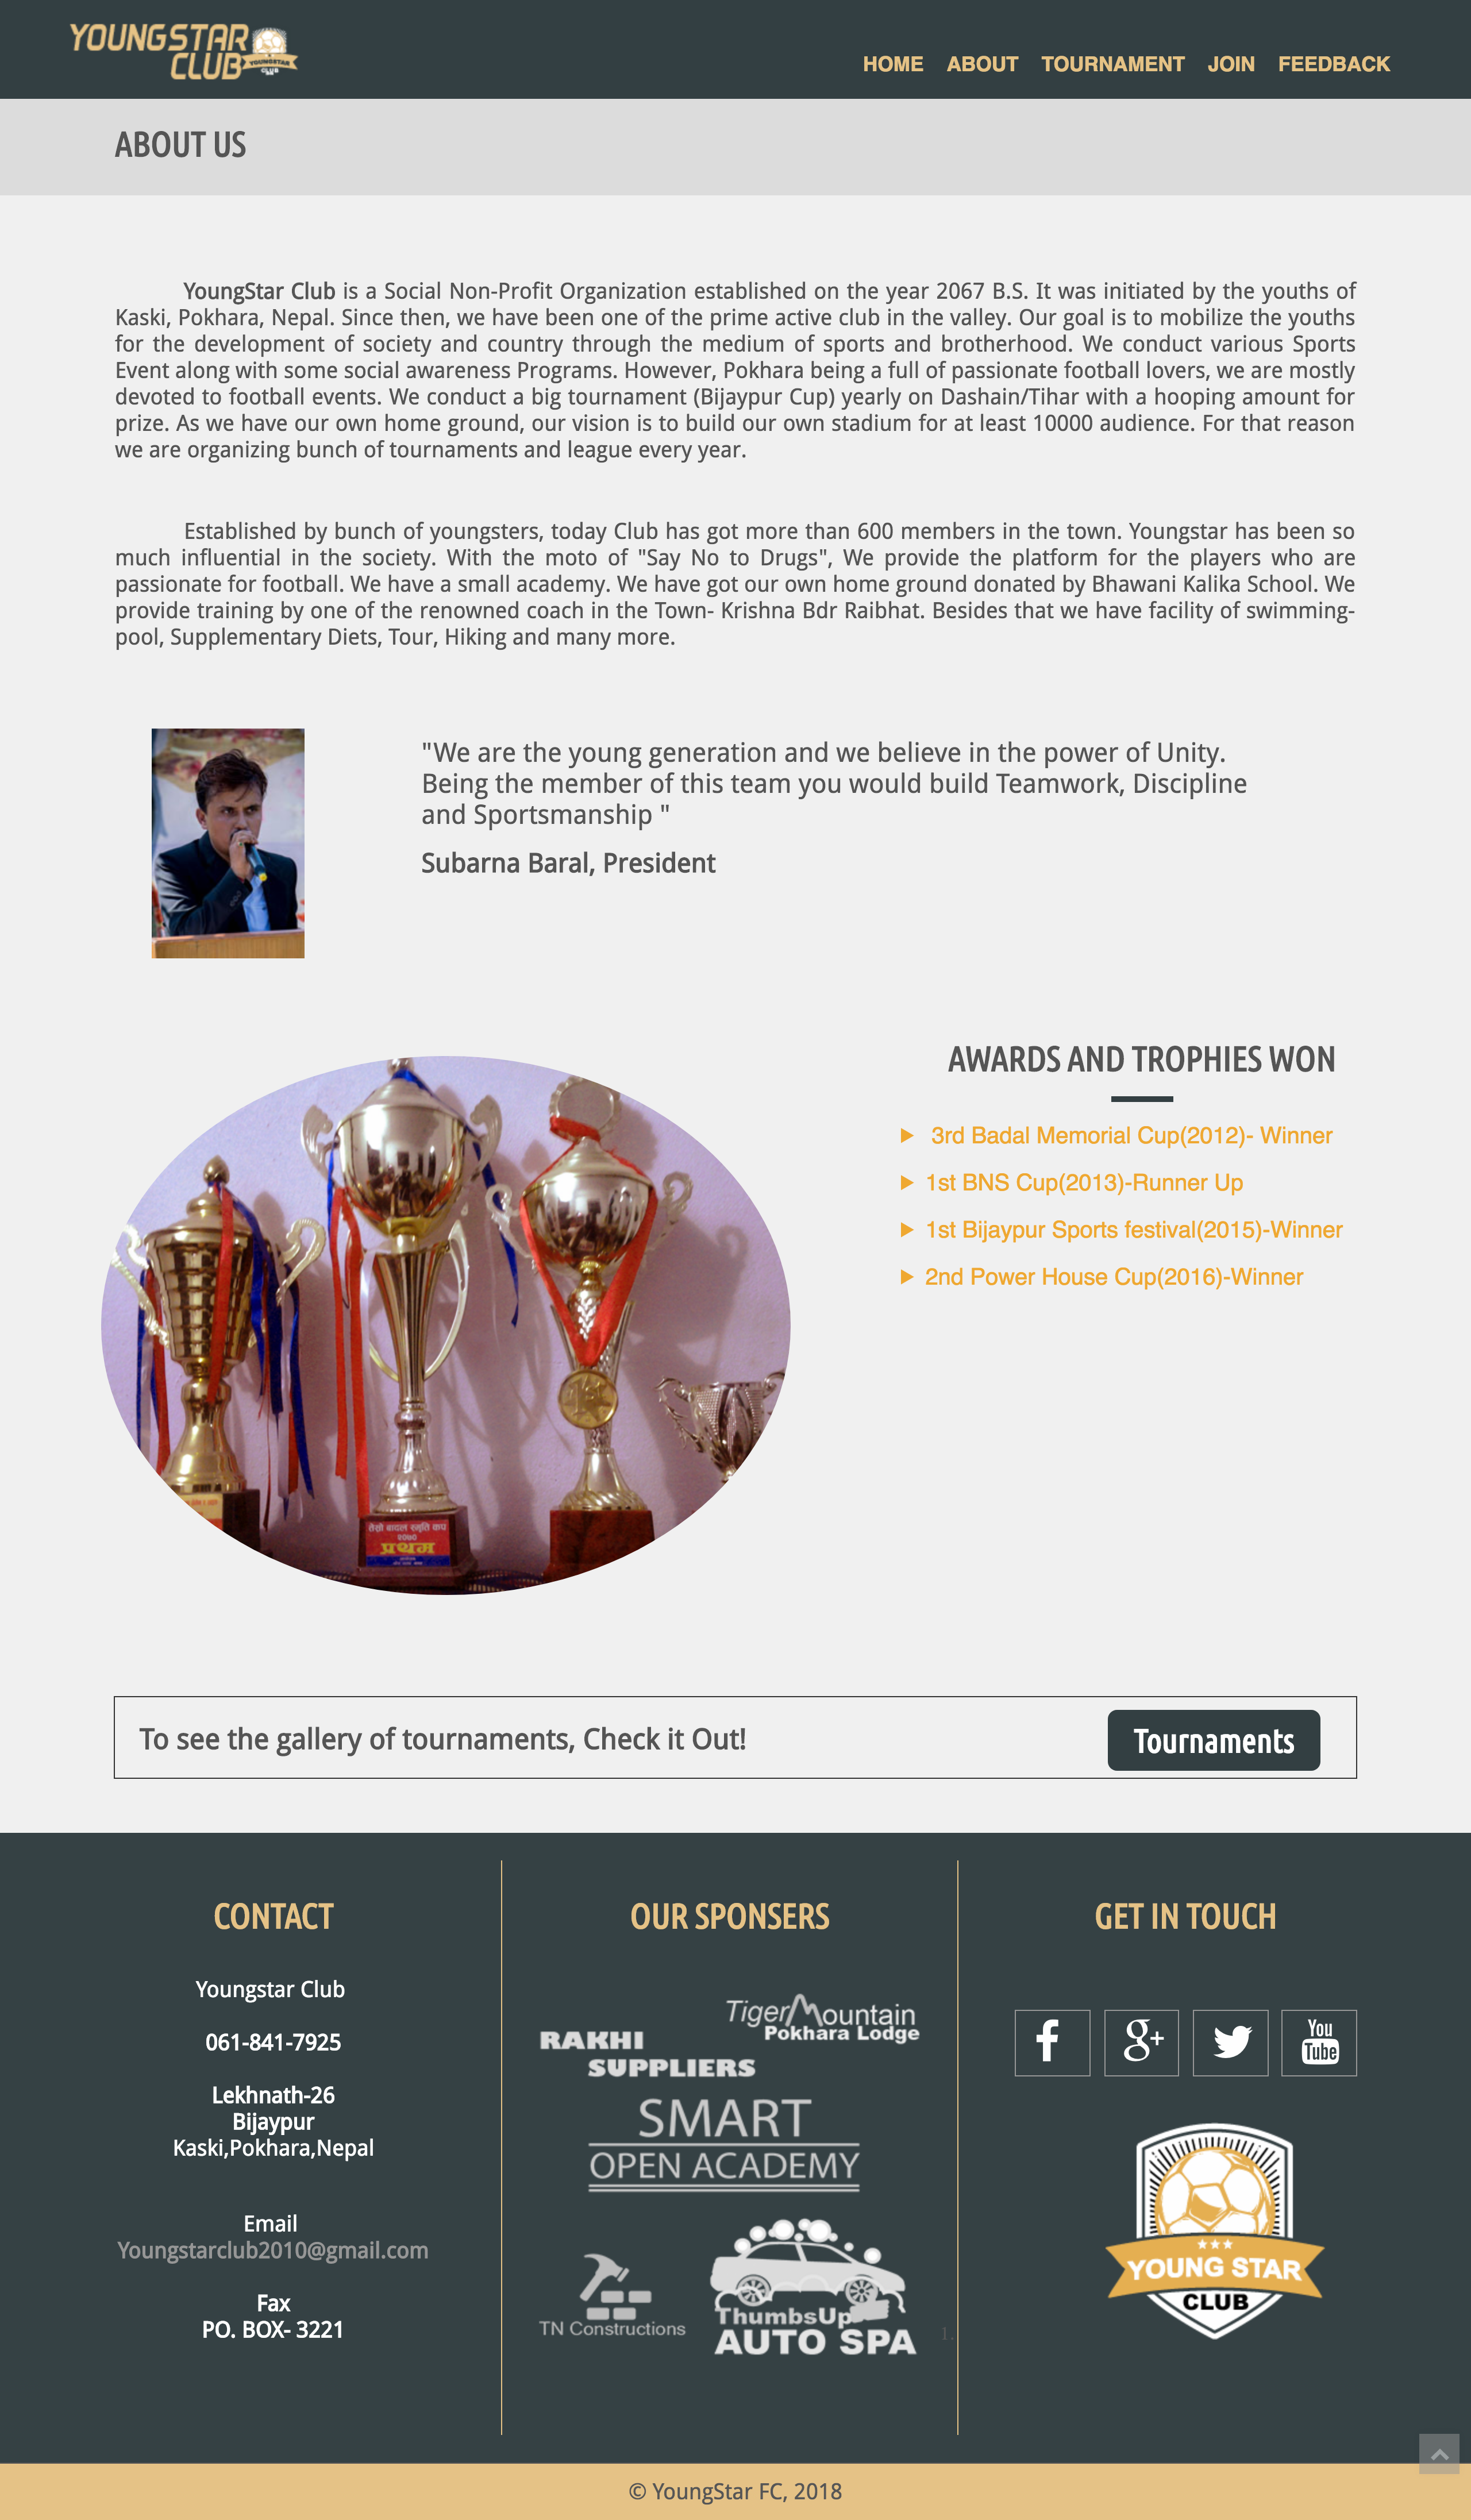 YOUNGSTAR
CLUB
YOUNGSTAR
CLUB
HOME ABOUT TOURNAMENT JOIN FEEDBACK
ABOUT US
YoungStar Club is a Social Non-Profit Organization established on the year 2067 B.S. It was initiated by the youths of
Kaski, Pokhara, Nepal. Since then, we have been one of the prime active club in the valley. Our goal is to mobilize the youths
for the development of society and country through the medium of sports and brotherhood. We conduct various Sports
Event along with some social awareness Programs. However, Pokhara being a full of passionate football lovers, we are mostly
devoted to football events. We conduct a big tournament (Bijaypur Cup) yearly on Dashain/Tihar with a hooping amount for
prize. As we have our own home ground, our vision is to build our own stadium for at least 10000 audience. For that reason
we are organizing bunch of tournaments and league every year.
Established by bunch of youngsters, today Club has got more than 600 members in the town. Youngstar has been so
much influential in the society. With the moto of "Say No to Drugs", We provide the platform for the players who are
passionate for football. We have a small academy. We have got our own home ground donated by Bhawani Kalika School. We
provide training by one of the renowned coach in the Town- Krishna Bdr Raibhat. Besides that we have facility of swimming-
pool, Supplementary Diets, Tour, Hiking and many more.
"We are the young generation and we believe in the power of Unity.
Being the member of this team you would build Teamwork, Discipline
and Sportsmanship "
Subarna Baral, President
AWARDS AND TROPHIES WON
3rd Badal Memorial Cup(2012)- Winner
1st BNS Cup(2013)-Runner Up
1st Bijaypur Sports festival(2015)-Winner
2nd Power House Cup(2016)-Winner
तेस्रो बादल स्मृति कप
२०७०
प्रथम
To see the gallery of tournaments, Check it Out!
Tournaments
CONTACT
Youngstar Club
061-841-7925
Lekhnath-26
Bijaypur
Kaski,Pokhara,Nepal
Email
Youngstarclub2010@gmail.com
Fax
PO. BOX- 3221
OUR SPONSERS
TigerMountain
Pokhara Lodge
RAKHI
SUPPLIERS
SMART
OPEN ACADEMY
TN Constructions
ThumbsUp
AUTO SPA
1.
GET IN TOUCH
f
g+
You
Tube
YOUNG STAR
CLUB
© YoungStar FC, 2018